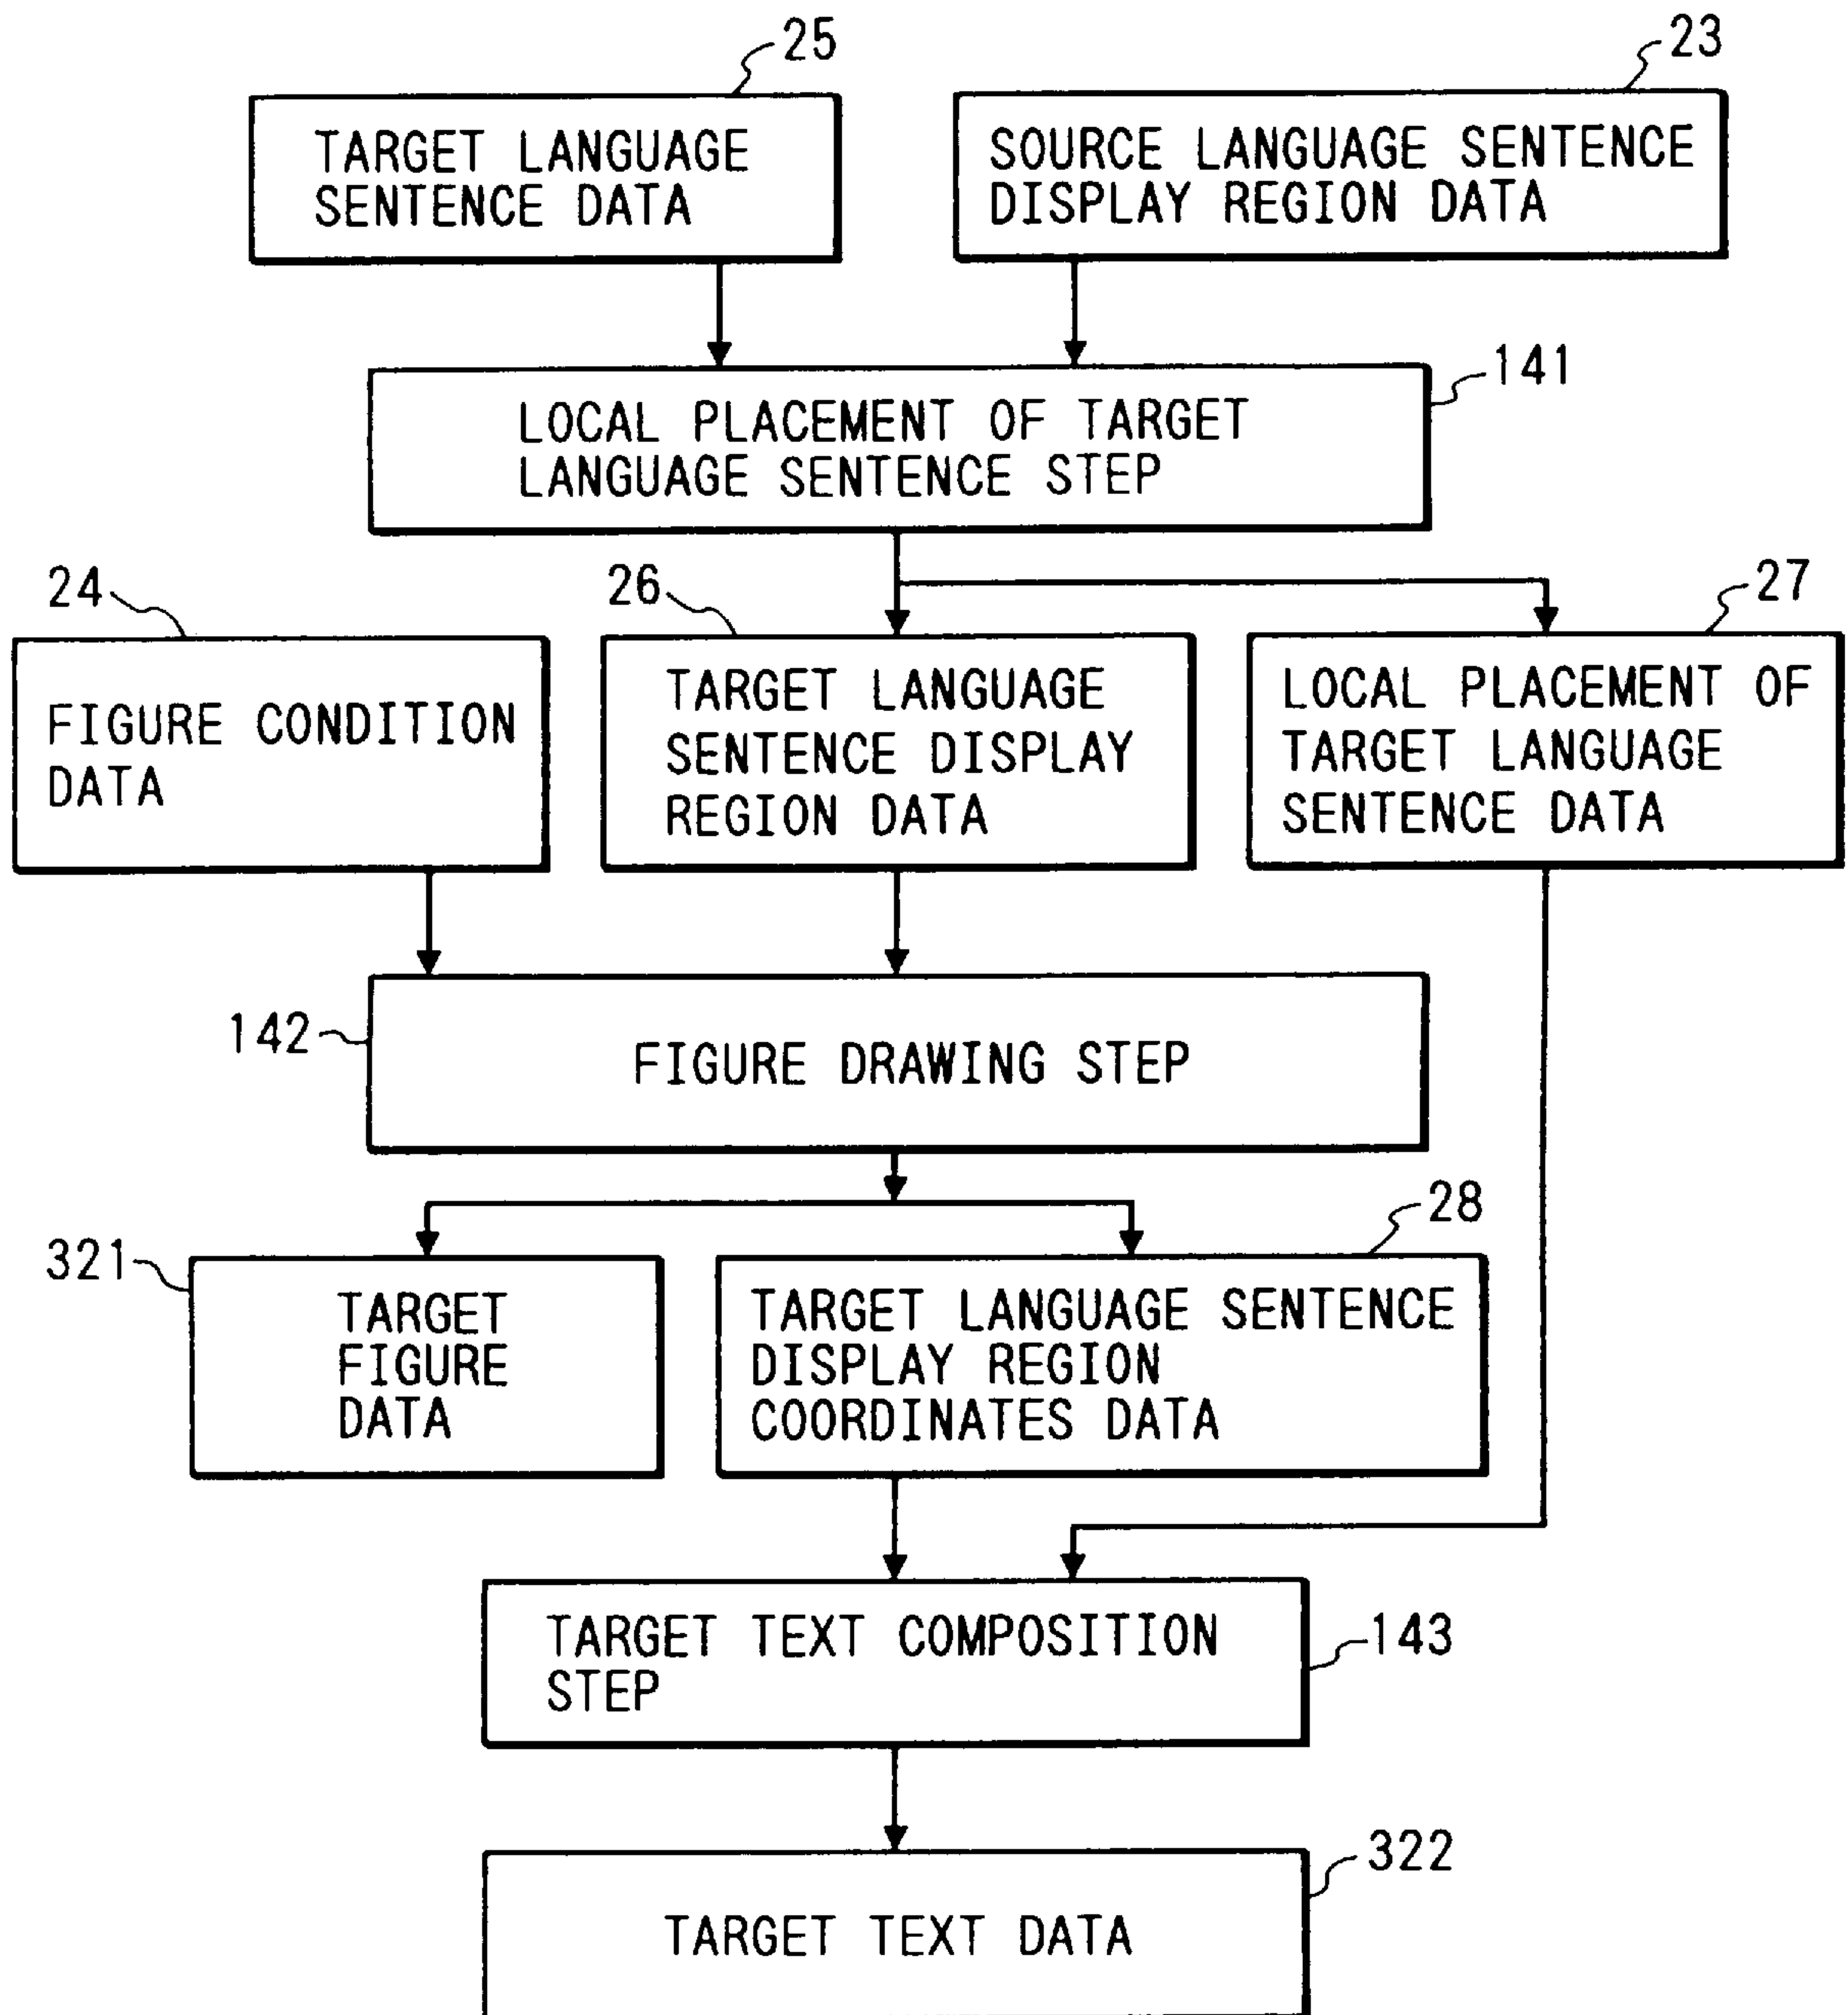 25
23
TARGET LANGUAGE
SENTENCE DATA
SOURCE LANGUAGE SENTENCE
DISPLAY REGION DATA
141
LOCAL PLACEMENT OF TARGET
LANGUAGE SENTENCE STEP
24
26
27
FIGURE CONDITION
DATA
TARGET LANGUAGE
SENTENCE DISPLAY
REGION DATA
LOCAL PLACEMENT OF
TARGET LANGUAGE
SENTENCE DATA
142
FIGURE DRAWING STEP
28
321
TARGET
FIGURE
DATA
TARGET LANGUAGE SENTENCE
DISPLAY REGION
COORDINATES DATA
TARGET TEXT COMPOSITION
STEP
143
322
TARGET TEXT DATA